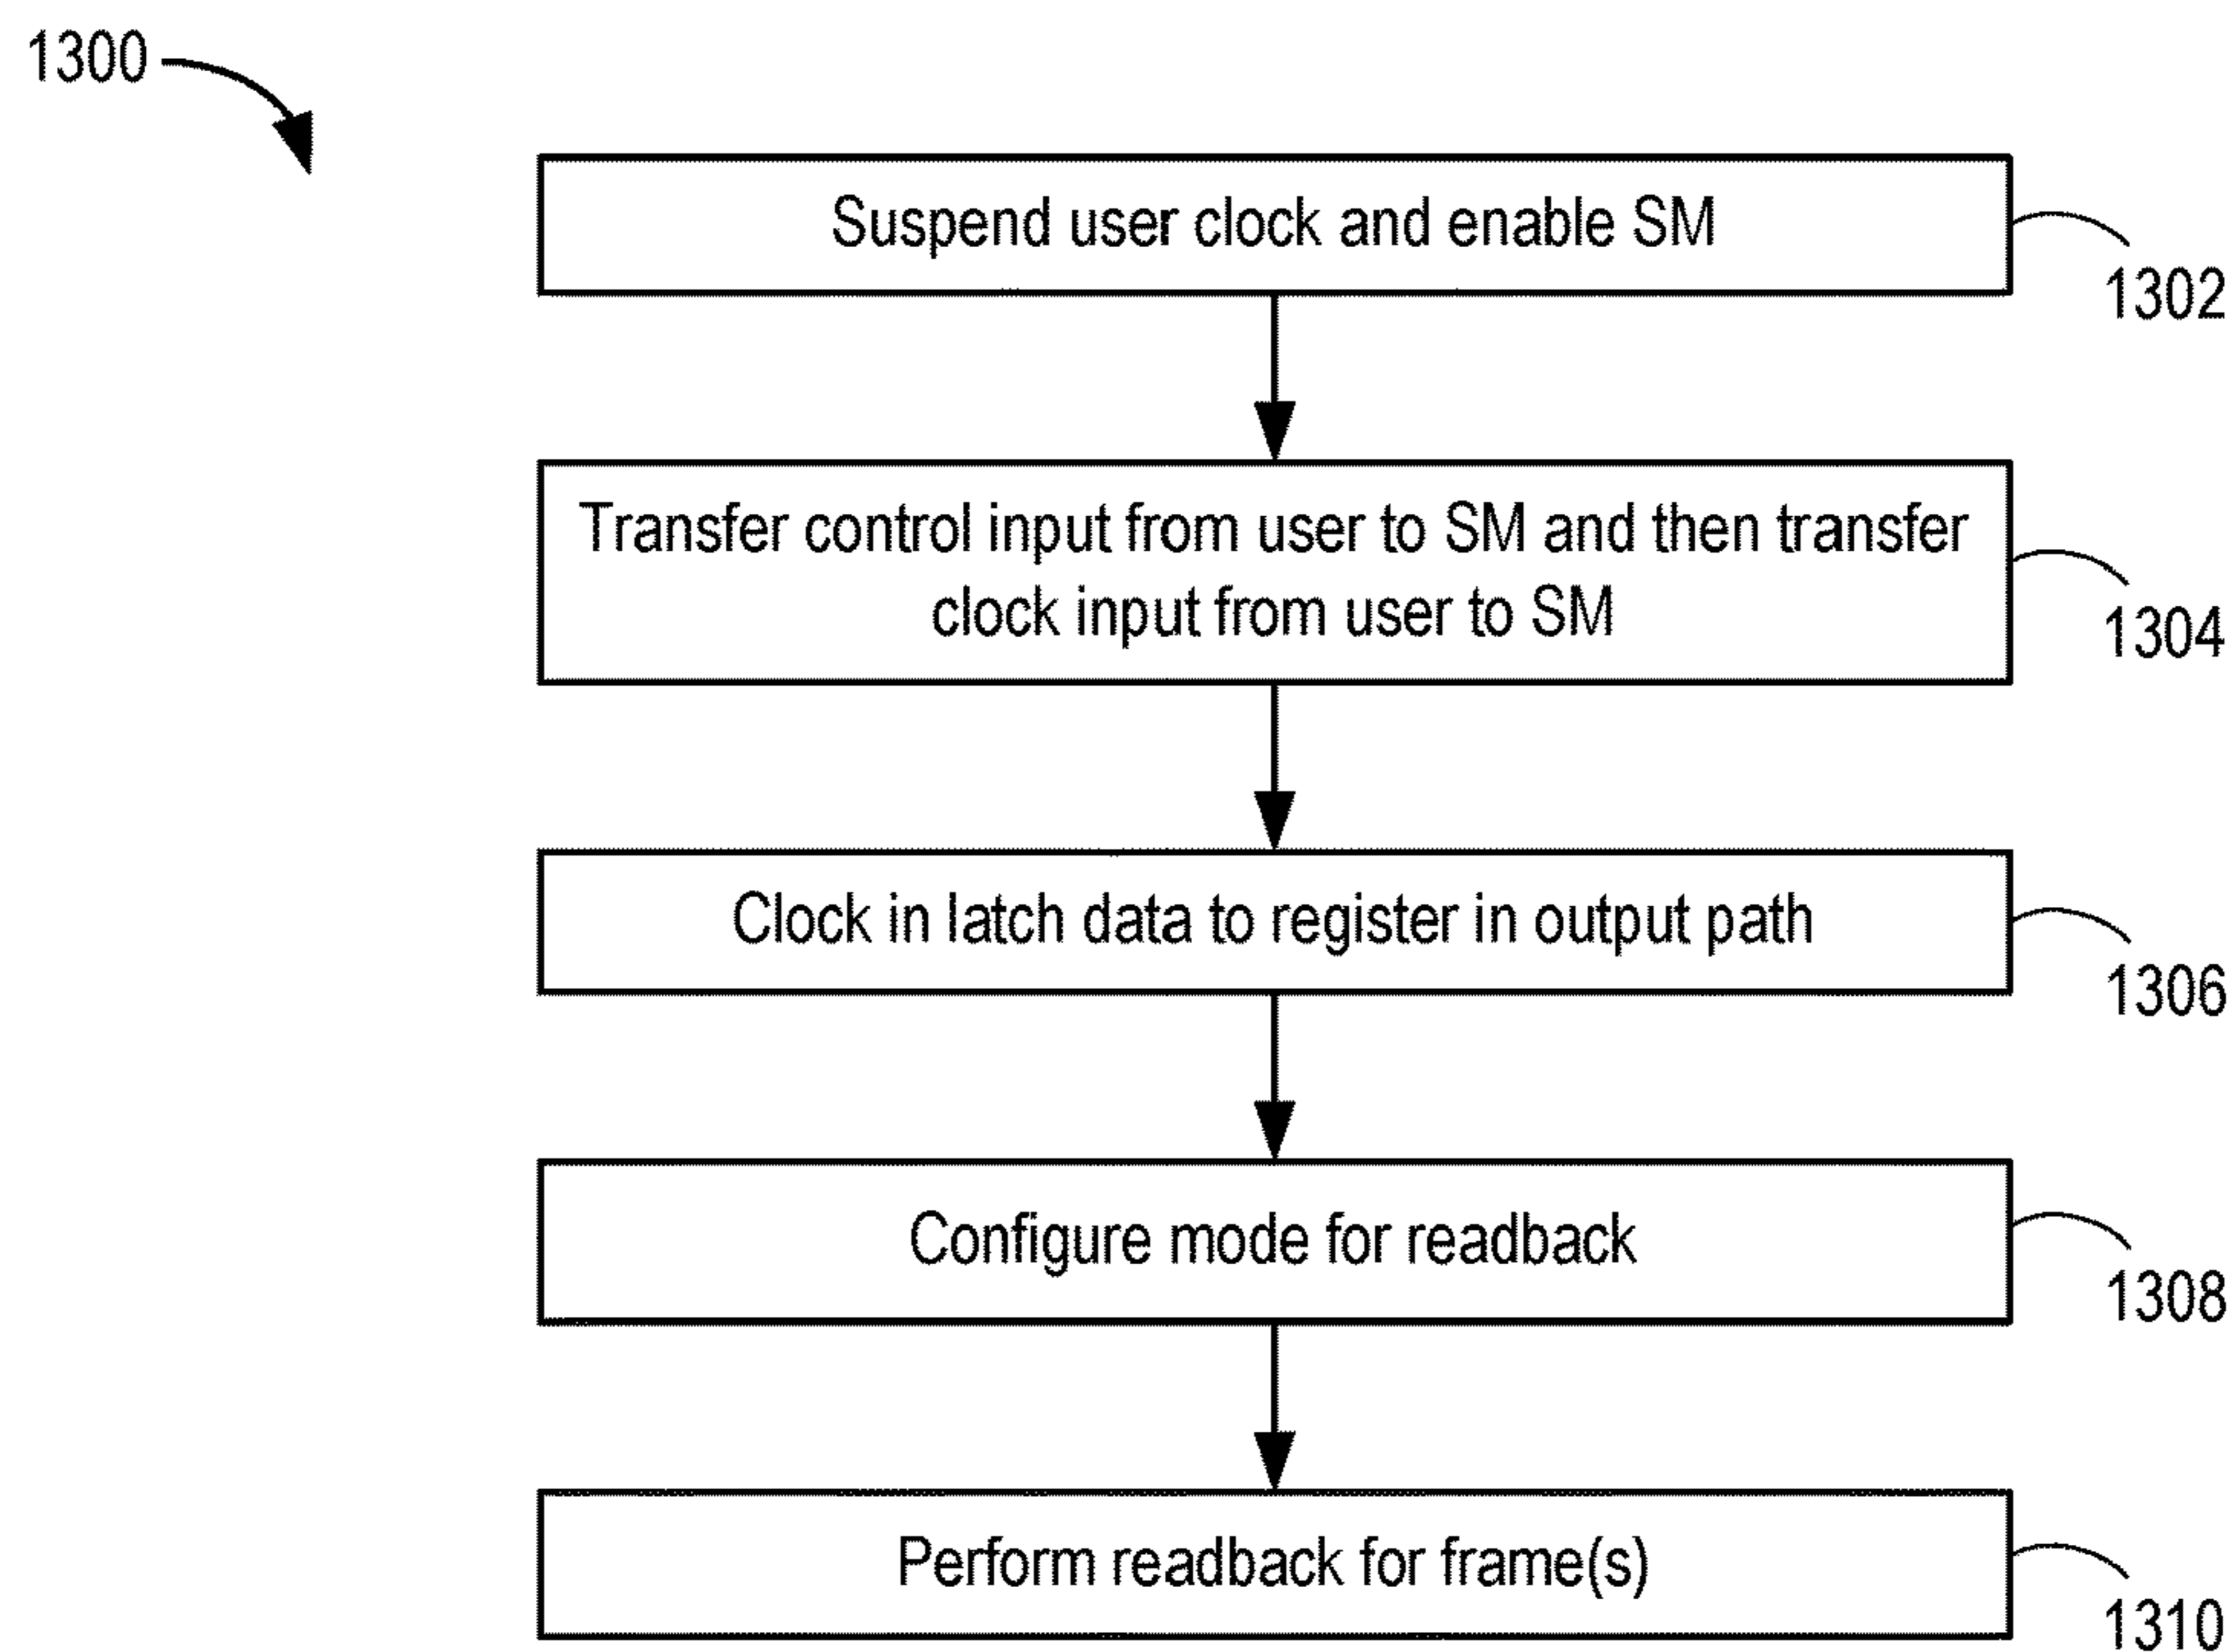 1300
Suspend user clock and enable SM
1302
Transfer control input from user to SM and then transfer
clock input from user to SM
1304
Clock in latch data to register in output path
1306
Configure mode for readback
1308
Perform readback for frame(s)
1310